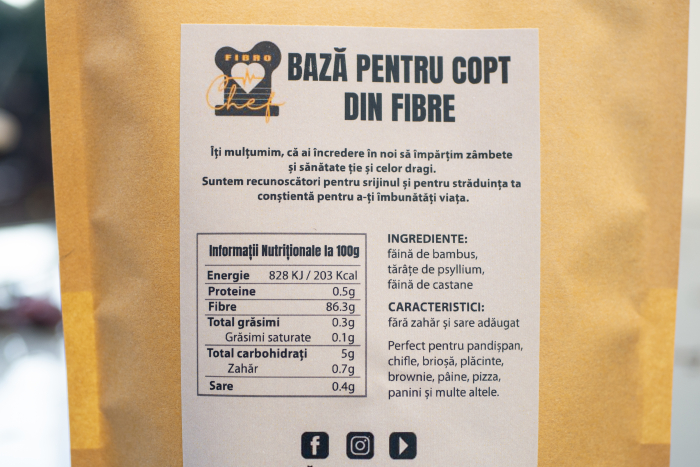 FIBRO
Chef
BAZĂ PENTRU COPT
DIN FIBRE
Îți mulțumim, că ai încredere în noi să împărțim zâmbete
și sănătate ție și celor dragi.
Suntem recunoscători pentru srijinul și pentru străduința ta
conștientă pentru a-ți îmbunătăți viața.
Informații Nutriționale la 100g
Energie 828 KJ / 203 Kcal
Proteine 0.5g
Fibre 86.3g
Total grăsimi 0.3g
Grăsimi saturate 0.1g
Total carbohidrați 5g
Zahăr 0.7g
Sare 0.4g
INGREDIENTE:
făină de bambus,
tărâțe de psyllium,
făină de castane
CARACTERISTICI:
fără zahăr și sare adăugat
Perfect pentru pandișpan,
chifle, brioșă, plăcinte,
brownie, pâine, pizza,
panini și multe altele.